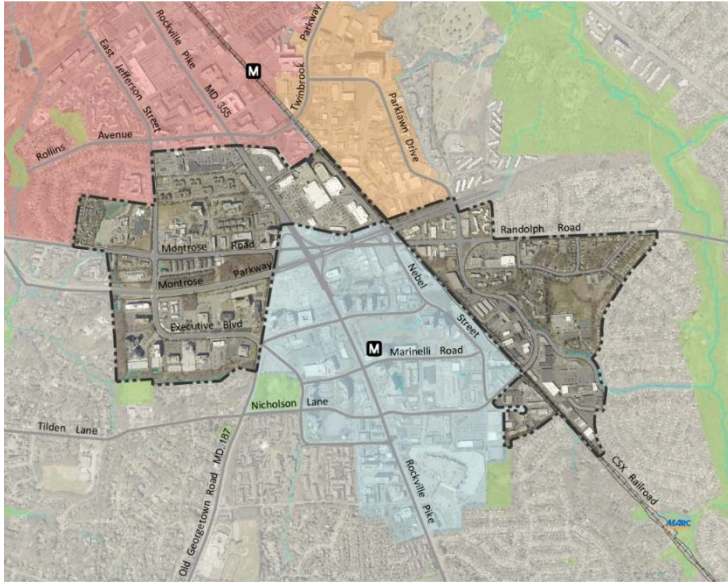 Rockville Pike MD 355
Parkway
Twinbrook
East Jefferson Street
M
Rollins Avenue
Parklawn Drive
Randolph Road
Montrose Road
Montrose Parkway
Nebel Street
Executive Blvd
M
Marinelli Road
Nicholson Lane
Tilden Lane
Old Georgetown Road MD 187
Rockville Pike
CSX Railroad
MARC